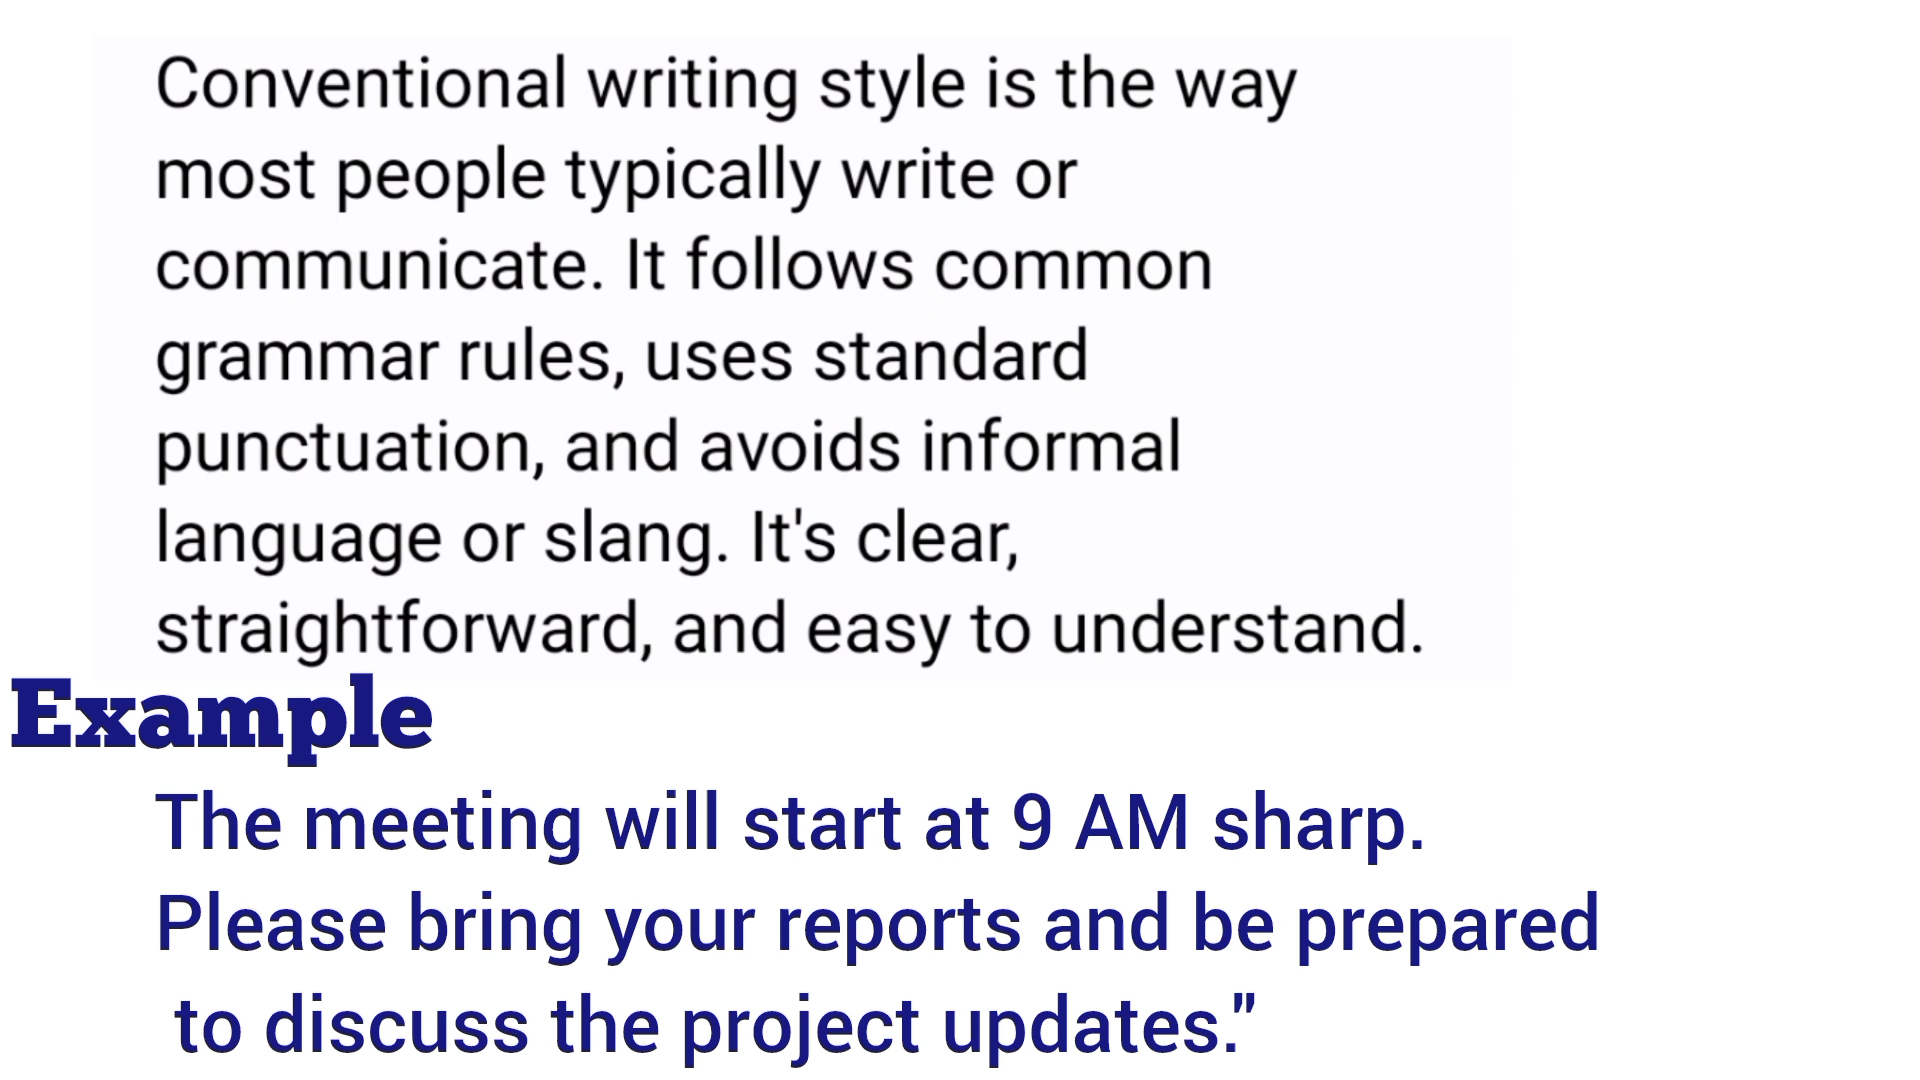 Conventional writing style is the way
most people typically write or
communicate. It follows common
grammar rules, uses standard
punctuation, and avoids informal
language or slang. It's clear,
straightforward, and easy to understand.
Example
The meeting will start at 9 AM sharp.
Please bring your reports and be prepared
to discuss the project updates."